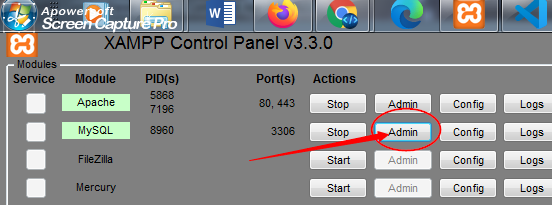 Apowersoft
Screen Capture Pro
XAMPP Control Panel v3.3.0
Modules
Service Module PID(s) Port(s) Actions
Apache 5868 7196 80, 443 Stop Admin Config Logs
MySQL 8960 3306 Stop Admin Config Logs
FileZilla Start Admin Config Logs
Mercury Start Admin Config Logs